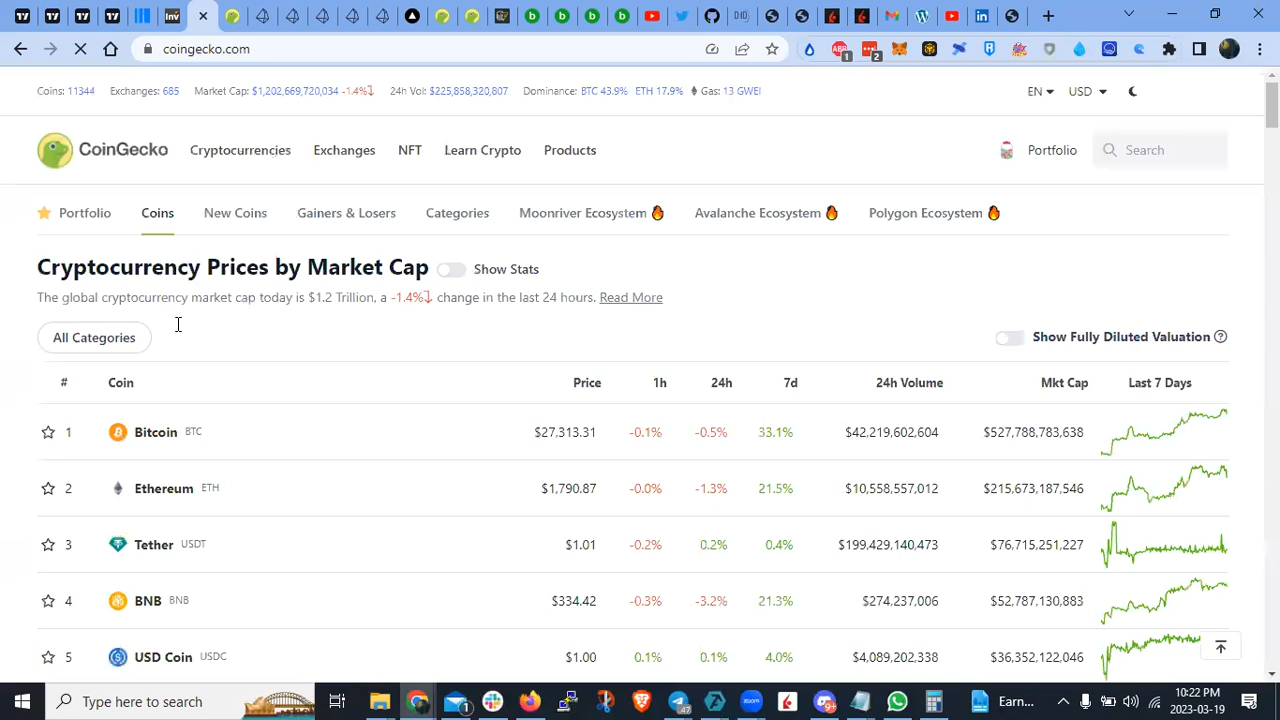 Inv
coingecko.com
1
2
Coins: 11344 Exchanges: 685 Market Cap: $1,202,669,720,034 -1.4% 24h Vol: $225,858,320,807 Dominance: BTC 43.9% ETH 17.9% Gas: 13 GWEI EN USD
CoinGecko Cryptocurrencies Exchanges NFT Learn Crypto Products Portfolio Search
Portfolio Coins New Coins Gainers & Losers Categories Moonriver Ecosystem Avalanche Ecosystem Polygon Ecosystem
Cryptocurrency Prices by Market Cap Show Stats
The global cryptocurrency market cap today is $1.2 Trillion, a -1.4% change in the last 24 hours. Read More
All Categories Show Fully Diluted Valuation ?
# Coin Price 1h 24h 7d 24h Volume Mkt Cap Last 7 Days
1 Bitcoin BTC $27,313.31 -0.1% -0.5% 33.1% $42,219,602,604 $527,788,783,638
2 Ethereum ETH $1,790.87 -0.0% -1.3% 21.5% $10,558,557,012 $215,673,187,546
3 Tether USDT $1.01 -0.2% 0.2% 0.4% $199,429,140,473 $76,715,251,227
4 BNB BNB $334.42 -0.3% -3.2% 21.3% $274,237,006 $52,787,130,883
5 USD Coin USDC $1.00 0.1% 0.1% 4.0% $4,089,202,338 $36,352,122,046
Type here to search 1 47 zoom 9+ Earn... 10:22 PM
2023-03-19